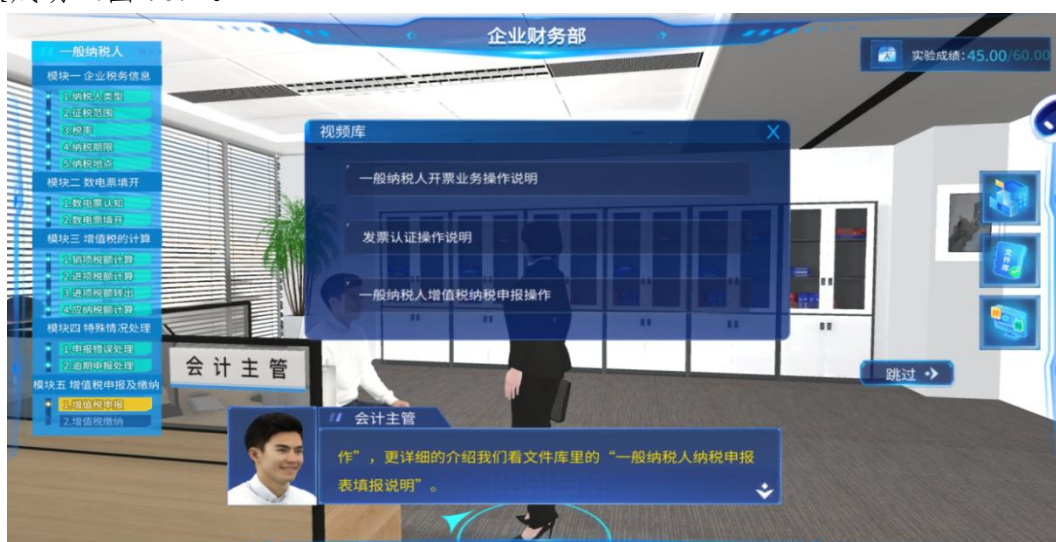 企业财务部
一般纳税人
模块一 企业税务信息
1.纳税人类型
2.征税范围
3.税率
4.纳税期限
5.纳税地点
模块二 数电票填开
1.数电票认知
2.数电票填开
模块三 增值税的计算
1.销项税额计算
2.进项税额计算
3.进项税额转出
4.应纳税额计算
模块四 特殊情况处理
1.申报错误处理
2.逾期申报处理
模块五 增值税申报及缴纳
1.增值税申报
2.增值税缴纳
实验成绩:45.00/60.00
视频库
X
一般纳税人开票业务操作说明
发票认证操作说明
一般纳税人增值税纳税申报操作
文件库
会计主管
跳过
会计主管
作”,更详细的介绍我们看文件库里的“一般纳税人纳税申报
表填报说明”。